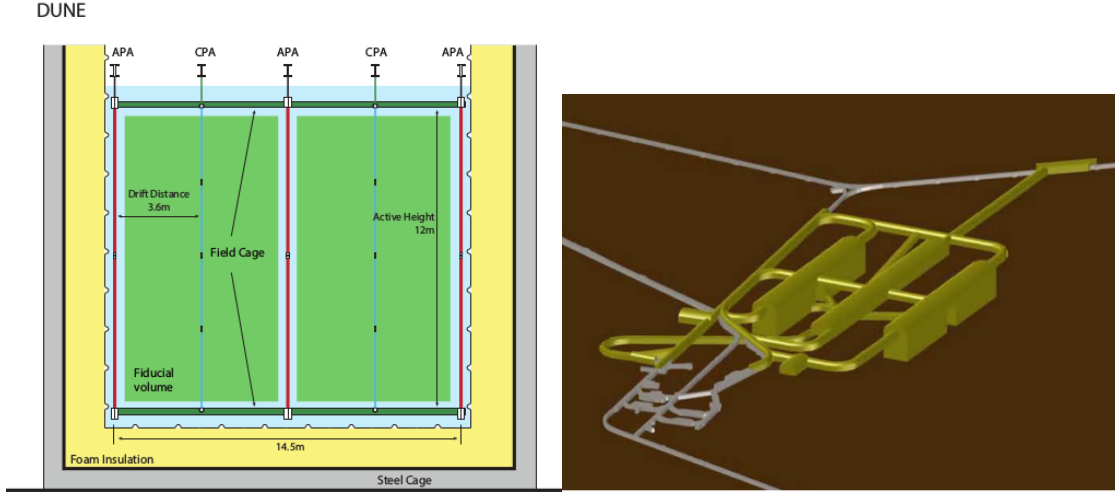 DUNE
APA CPA APA CPA APA
Drift Distance
3.6m
Active Height
12m
Field Cage
Fiducial
volume
14.5m
Foam Insulation
Steel Cage